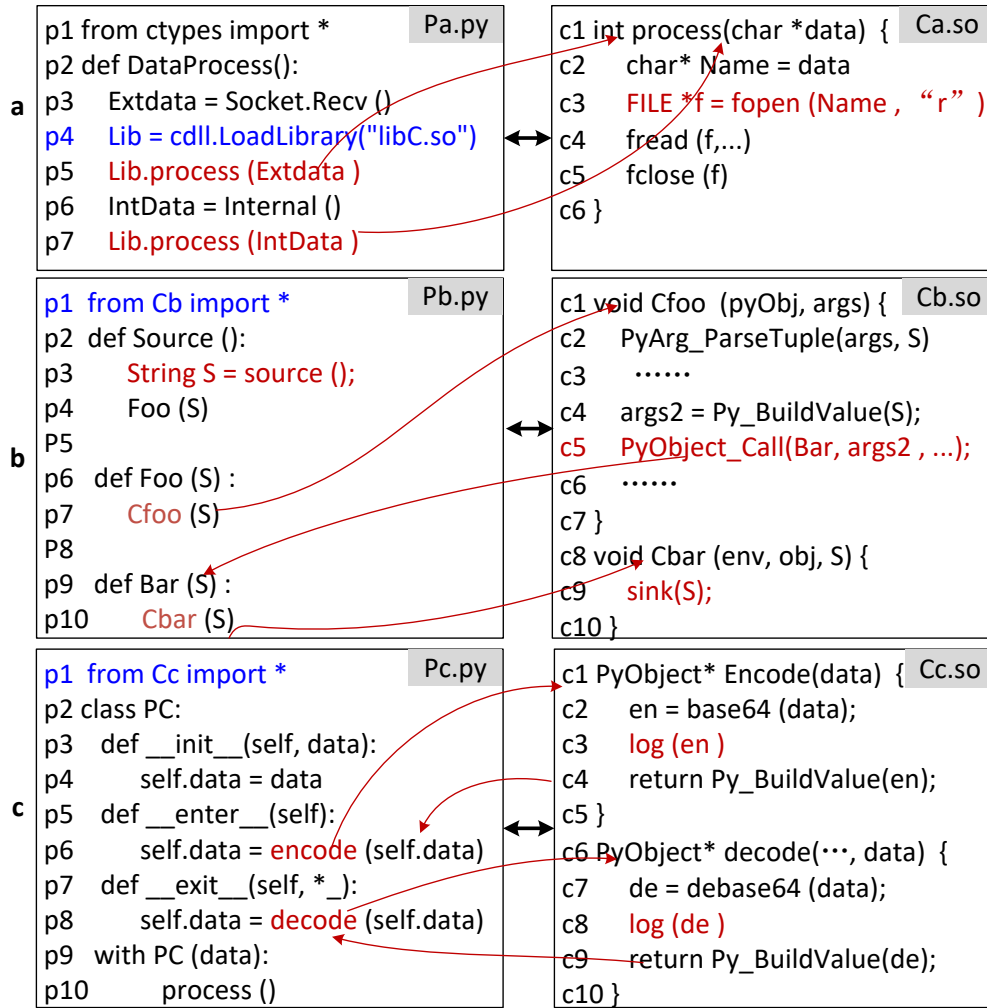 a
Pa.py
p1 from ctypes import *
p2 def DataProcess():
p3 Extdata = Socket.Recv ()
p4 Lib = cdll.LoadLibrary("libC.so")
p5 Lib.process (Extdata )
p6 IntData = Internal ()
p7 Lib.process (IntData )
Ca.so
c1 int process(char *data) {
c2 char* Name = data
c3 FILE *f = fopen (Name , “r” )
c4 fread (f,...)
c5 fclose (f)
c6 }
b
Pb.py
p1 from Cb import *
p2 def Source ():
p3 String S = source ();
p4 Foo (S)
P5
p6 def Foo (S) :
p7 Cfoo (S)
P8
p9 def Bar (S) :
p10 Cbar (S)
Cb.so
c1 void Cfoo (pyObj, args) {
c2 PyArg_ParseTuple(args, S)
c3 ······
c4 args2 = Py_BuildValue(S);
c5 PyObject_Call(Bar, args2 , ...);
c6 ······
c7 }
c8 void Cbar (env, obj, S) {
c9 sink(S);
c10 }
c
Pc.py
p1 from Cc import *
p2 class PC:
p3 def __init__(self, data):
p4 self.data = data
p5 def __enter__(self):
p6 self.data = encode (self.data)
p7 def __exit__(self, *_):
p8 self.data = decode (self.data)
p9 with PC (data):
p10 process ()
Cc.so
c1 PyObject* Encode(data) {
c2 en = base64 (data);
c3 log (en )
c4 return Py_BuildValue(en);
c5 }
c6 PyObject* decode(···, data) {
c7 de = debase64 (data);
c8 log (de )
c9 return Py_BuildValue(de);
c10 }